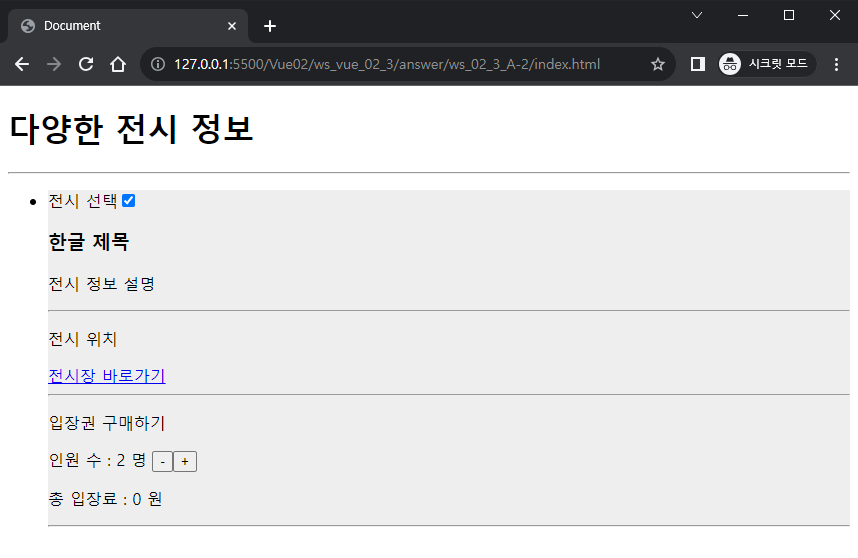 Document
127.0.0.1:5500/Vue02/ws_vue_02_3/answer/ws_02_3_A-2/index.html
시크릿 모드
다양한 전시 정보
전시 선택
한글 제목
전시 정보 설명
전시 위치
전시장 바로가기
입장권 구매하기
인원 수 : 2 명 - +
총 입장료 : 0 원